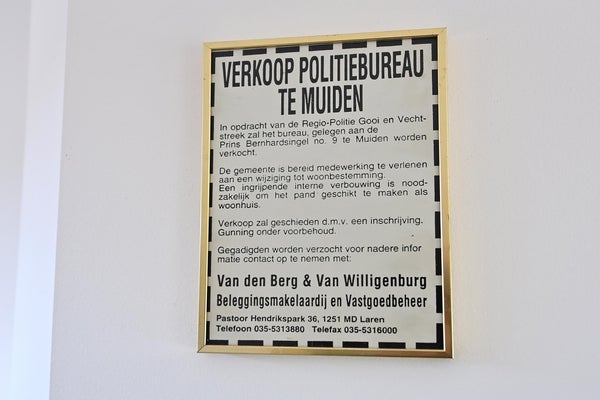 VERKOOP POLITIEBUREAU
TE MUIDEN
In opdracht van de Regio-Politie Gooi en Vecht-
streek zal het bureau, gelegen aan de
Prins Bernhardsingel no. 9 te Muiden worden
verkocht.
De gemeente is bereid medewerking te verlenen
aan een wijziging tot woonbestemming.
Een ingrijpende interne verbouwing is nood-
zakelijk om het pand geschikt te maken als
woonhuis.
Verkoop zal geschieden d.m.v. een inschrijving.
Gunning onder voorbehoud.
Gegadigden worden verzocht voor nadere infor
matie contact op te nemen met:
Van den Berg & Van Willigenburg
Beleggingsmakelaardij en Vastgoedbeheer
Pastoor Hendrikspark 36, 1251 MD Laren
Telefoon 035-5313880 Telefax 035-5316000